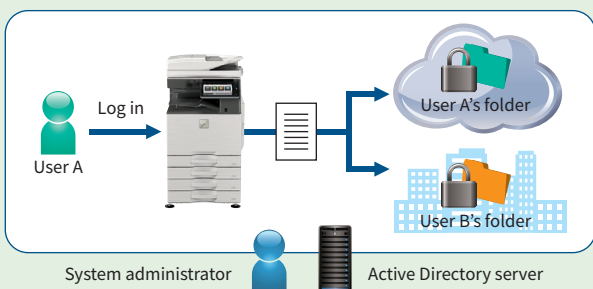 Log in
User A
User A's folder
User B's folder
System administrator
Active Directory server